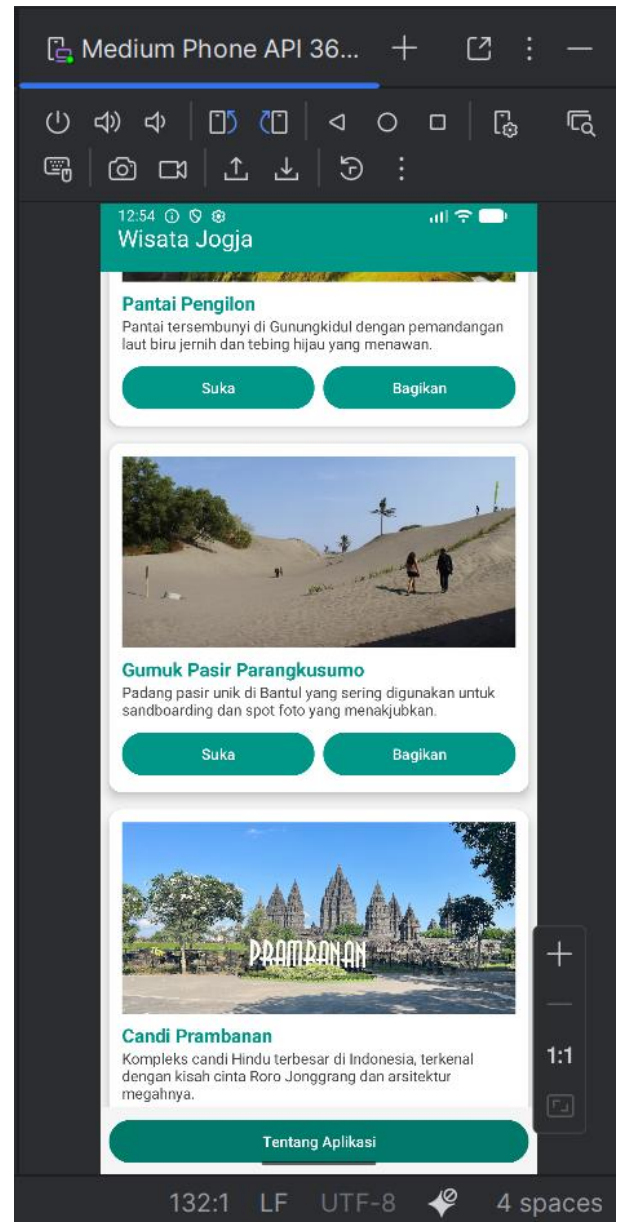 Medium Phone API 36...
12:54
Wisata Jogja
Pantai Pengilon
Pantai tersembunyi di Gunungkidul dengan pemandangan
laut biru jernih dan tebing hijau yang menawan.
Suka
Bagikan
Gumuk Pasir Parangkusumo
Padang pasir unik di Bantul yang sering digunakan untuk
sandboarding dan spot foto yang menakjubkan.
Suka
Bagikan
PRAMBANAN
Candi Prambanan
Kompleks candi Hindu terbesar di Indonesia, terkenal
dengan kisah cinta Roro Jonggrang dan arsitektur
megahnya.
1:1
Tentang Aplikasi
132:1 LF UTF-8 4 spaces